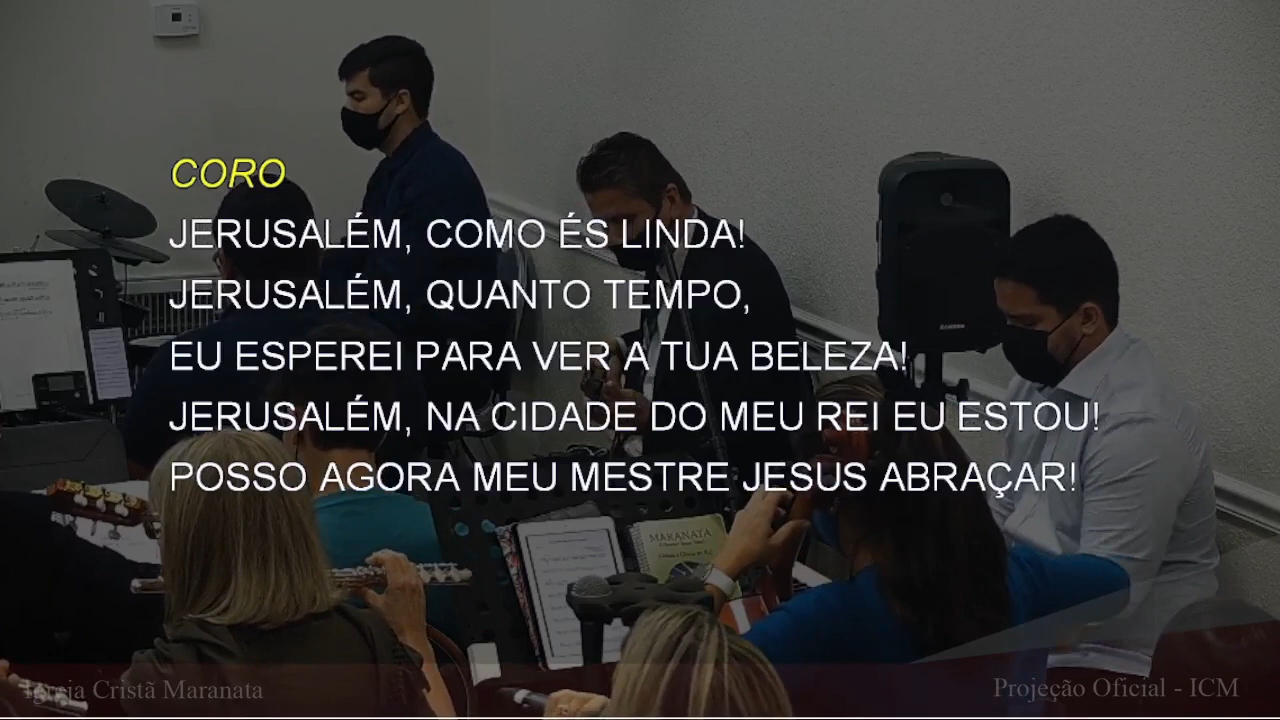 CORO
JERUSALÉM, COMO ÉS LINDA!
JERUSALÉM, QUANTO TEMPO,
EU ESPEREI PARA VER A TUA BELEZA!
JERUSALÉM, NA CIDADE DO MEU REI EU ESTOU!
POSSO AGORA MEU MESTRE JESUS ABRAÇAR!
MARANATA
Igreja Cristã Maranata
Projeção Oficial - ICM